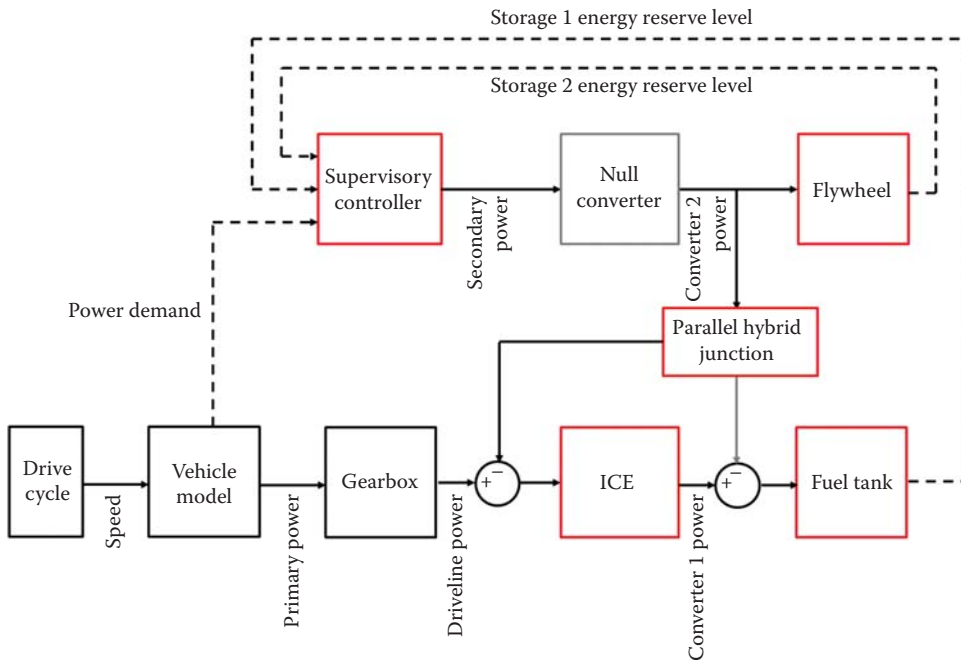 Storage 1 energy reserve level
Storage 2 energy reserve level
Supervisory
controller
Secondary
power
Null
converter
Converter 2
power
Flywheel
Power demand
Parallel hybrid
junction
Drive
cycle
Speed
Vehicle
model
Primary power
Gearbox
Driveline power
+ −
ICE
Converter 1 power
+ −
Fuel tank